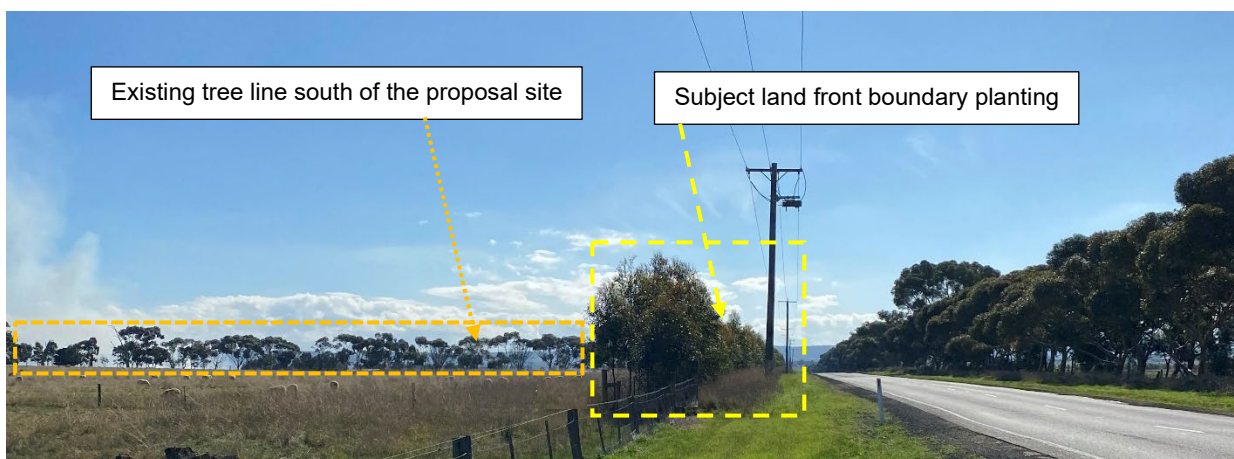 Existing tree line south of the proposal site
Subject land front boundary planting